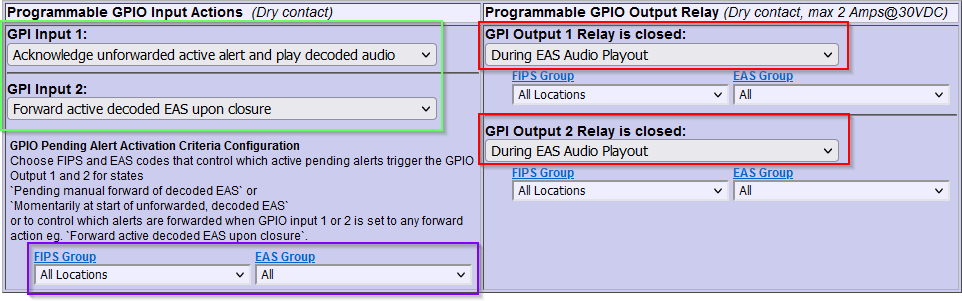 Programmable GPIO Input Actions (Dry contact)
GPI Input 1:
Acknowledge unforwarded active alert and play decoded audio
GPI Input 2:
Forward active decoded EAS upon closure
GPIO Pending Alert Activation Criteria Configuration
Choose FIPS and EAS codes that control which active pending alerts trigger the GPIO
Output 1 and 2 for states
`Pending manual forward of decoded EAS` or
`Momentarily at start of unforwarded, decoded EAS`
or to control which alerts are forwarded when GPIO input 1 or 2 is set to any forward
action eg. `Forward active decoded EAS upon closure`.
FIPS Group EAS Group
All Locations All
Programmable GPIO Output Relay (Dry contact, max 2 Amps@30VDC)
GPI Output 1 Relay is closed:
During EAS Audio Playout
FIPS Group EAS Group
All Locations All
GPI Output 2 Relay is closed:
During EAS Audio Playout
FIPS Group EAS Group
All Locations All